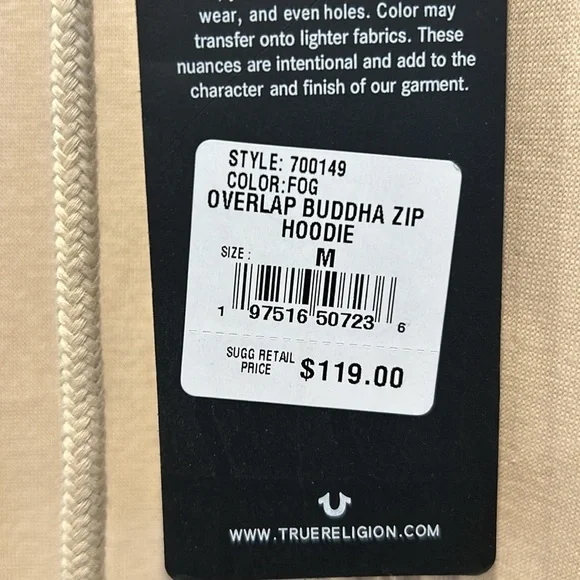 wear, and even holes. Color may
transfer onto lighter fabrics. These
nuances are intentional and add to the
character and finish of our garment.
STYLE: 700149
COLOR:FOG
OVERLAP BUDDHA ZIP
HOODIE
SIZE: M
1 97516 50723 6
SUGG RETAIL
PRICE $119.00
WWW.TRUERELIGION.COM